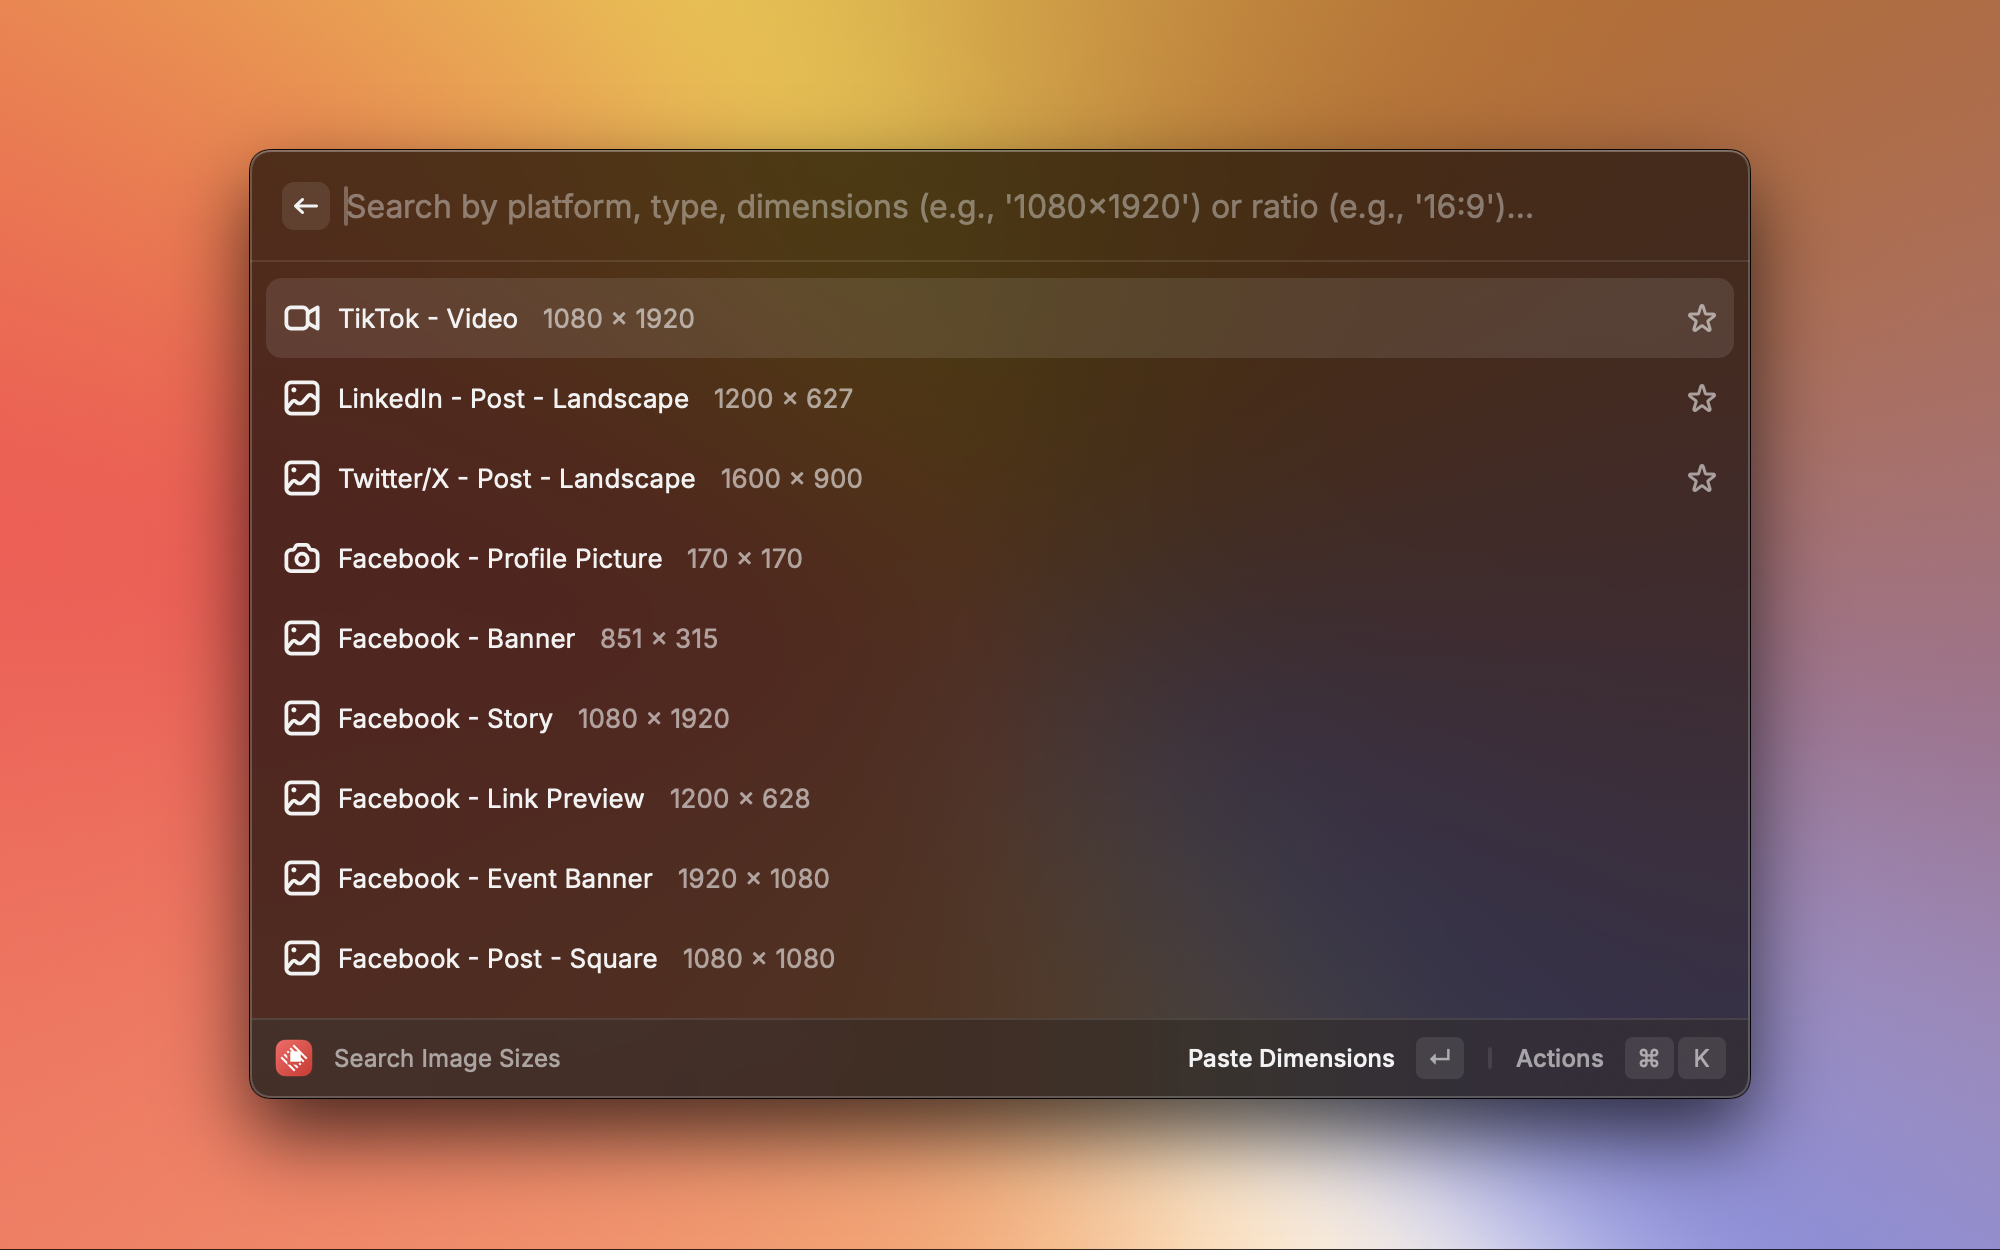 Search by platform, type, dimensions (e.g., '1080×1920') or ratio (e.g., '16:9')...
TikTok - Video 1080 × 1920
LinkedIn - Post - Landscape 1200 × 627
Twitter/X - Post - Landscape 1600 × 900
Facebook - Profile Picture 170 × 170
Facebook - Banner 851 × 315
Facebook - Story 1080 × 1920
Facebook - Link Preview 1200 × 628
Facebook - Event Banner 1920 × 1080
Facebook - Post - Square 1080 × 1080
Search Image Sizes Paste Dimensions ↵ Actions ⌘ K